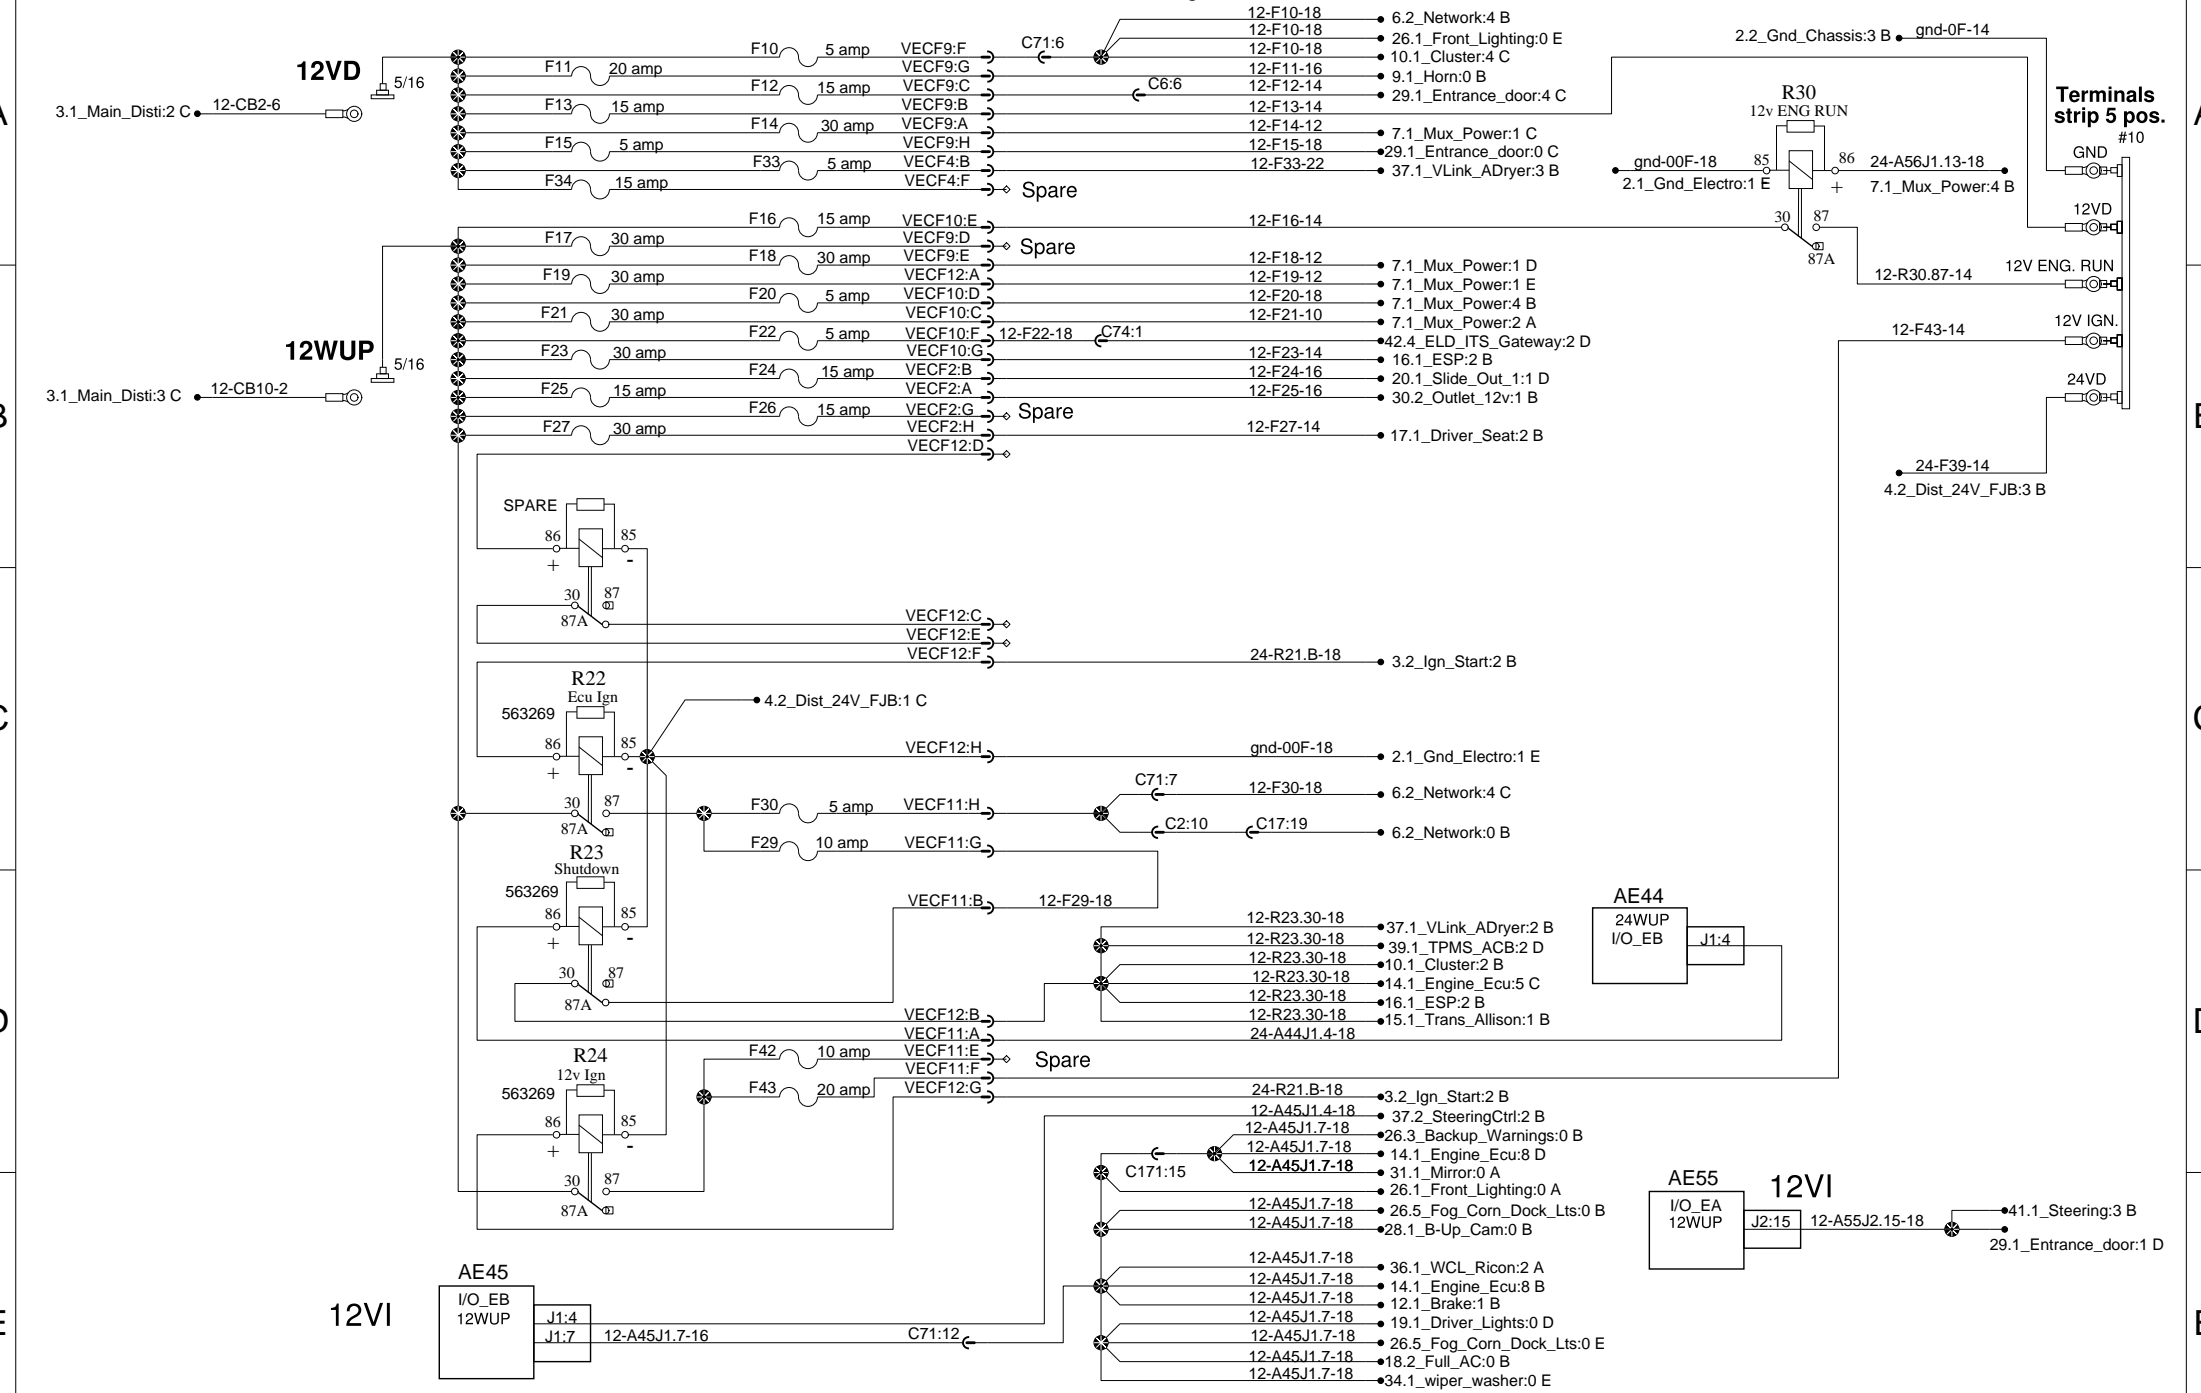 12-F10-18 6.2_Network:4 B
12-F10-18 26.1_Front_Lighting:0 E
F10 5 amp VECF9:F C71:6 12-F10-18 10.1_Cluster:4 C
2.2_Gnd_Chassis:3 B gnd-0F-14
12VD
5/16
F11 20 amp VECF9:G 12-F11-16 9.1_Horn:0 B
F12 15 amp VECF9:C C6:6 12-F12-14 29.1_Entrance_door:4 C
3.1_Main_Disti:2 C 12-CB2-6
F13 15 amp VECF9:B 12-F13-14
F14 30 amp VECF9:A 12-F14-12 7.1_Mux_Power:1 C
F15 5 amp VECF9:H 12-F15-18 29.1_Entrance_door:0 C
F33 5 amp VECF4:B 12-F33-22 37.1_VLink_ADryer:3 B
F34 15 amp VECF4:F Spare
R30
12v ENG RUN
gnd-00F-18 85 86 24-A56J1.13-18
2.1_Gnd_Electro:1 E + 7.1_Mux_Power:4 B
30 87
87A
Terminals
strip 5 pos.
#10
GND
12VD
12V ENG. RUN
12-R30.87-14
12V IGN.
12-F43-14
24VD
24-F39-14
4.2_Dist_24V_FJB:3 B
F16 15 amp VECF10:E 12-F16-14
F17 30 amp VECF9:D Spare
F18 30 amp VECF9:E 12-F18-12 7.1_Mux_Power:1 D
F19 30 amp VECF12:A 12-F19-12 7.1_Mux_Power:1 E
F20 5 amp VECF10:D 12-F20-18 7.1_Mux_Power:4 B
F21 30 amp VECF10:C 12-F21-10 7.1_Mux_Power:2 A
F22 5 amp VECF10:F 12-F22-18 C74:1 42.4_ELD_ITS_Gateway:2 D
12WUP
5/16
F23 30 amp VECF10:G 12-F23-14 16.1_ESP:2 B
F24 15 amp VECF2:B 12-F24-16 20.1_Slide_Out_1:1 D
3.1_Main_Disti:3 C 12-CB10-2
F25 15 amp VECF2:A 12-F25-16 30.2_Outlet_12v:1 B
F26 15 amp VECF2:G Spare
F27 30 amp VECF2:H 12-F27-14 17.1_Driver_Seat:2 B
VECF12:D
SPARE
86 85
+ -
30 87
87A
VECF12:C
VECF12:E
VECF12:F 24-R21.B-18 3.2_Ign_Start:2 B
R22
Ecu Ign
563269
4.2_Dist_24V_FJB:1 C
86 85
+ -
VECF12:H gnd-00F-18 2.1_Gnd_Electro:1 E
C71:7 12-F30-18 6.2_Network:4 C
30 87
87A
F30 5 amp VECF11:H
C2:10 C17:19 6.2_Network:0 B
F29 10 amp VECF11:G
R23
Shutdown
563269
86 85
+ -
VECF11:B 12-F29-18
AE44
24WUP
I/O_EB
J1:4
12-R23.30-18 37.1_VLink_ADryer:2 B
12-R23.30-18 39.1_TPMS_ACB:2 D
12-R23.30-18 10.1_Cluster:2 B
12-R23.30-18 14.1_Engine_Ecu:5 C
12-R23.30-18 16.1_ESP:2 B
30 87
87A
VECF12:B 12-R23.30-18 15.1_Trans_Allison:1 B
VECF11:A 24-A44J1.4-18
F42 10 amp VECF11:E Spare
VECF11:F
F43 20 amp VECF12:G 24-R21.B-18 3.2_Ign_Start:2 B
R24
12v Ign
563269
86 85
+ -
30 87
87A
12-A45J1.4-18 37.2_SteeringCtrl:2 B
12-A45J1.7-18 26.3_Backup_Warnings:0 B
12-A45J1.7-18 14.1_Engine_Ecu:8 D
C171:15 12-A45J1.7-18 31.1_Mirror:0 A
26.1_Front_Lighting:0 A
12-A45J1.7-18 26.5_Fog_Corn_Dock_Lts:0 B
12-A45J1.7-18 28.1_B-Up_Cam:0 B
12-A45J1.7-18 36.1_WCL_Ricon:2 A
12-A45J1.7-18 14.1_Engine_Ecu:8 B
12-A45J1.7-18 12.1_Brake:1 B
12-A45J1.7-18 19.1_Driver_Lights:0 D
12-A45J1.7-18 26.5_Fog_Corn_Dock_Lts:0 E
12-A45J1.7-18 18.2_Full_AC:0 B
12-A45J1.7-18 34.1_wiper_washer:0 E
AE55
12VI
I/O_EA
12WUP
J2:15 12-A55J2.15-18
41.1_Steering:3 B
29.1_Entrance_door:1 D
AE45
12VI
I/O_EB
12WUP
J1:4
J1:7 12-A45J1.7-16 C71:12